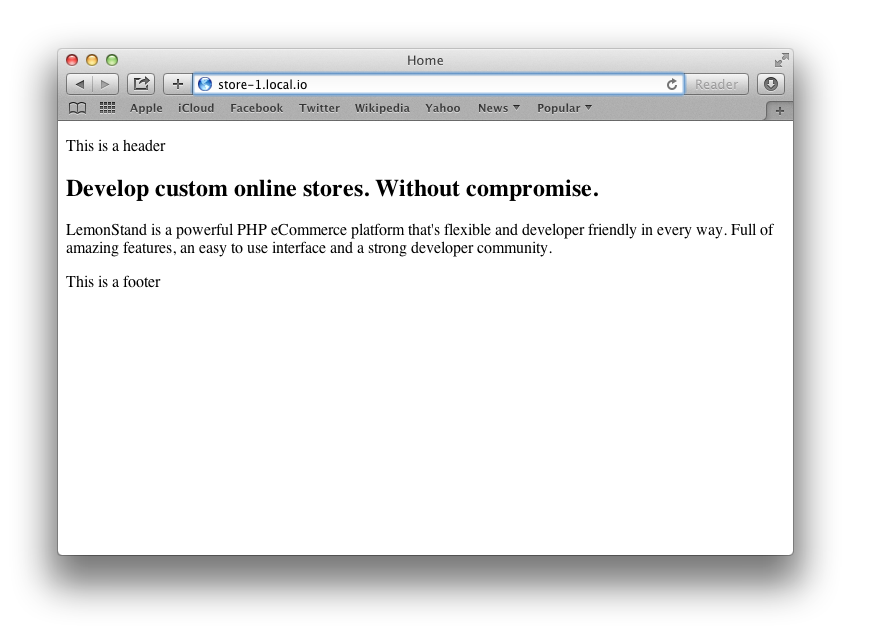 Home
store-1.local.io Reader
Apple iCloud Facebook Twitter Wikipedia Yahoo News Popular
This is a header
Develop custom online stores. Without compromise.
LemonStand is a powerful PHP eCommerce platform that's flexible and developer friendly in every way. Full of
amazing features, an easy to use interface and a strong developer community.
This is a footer